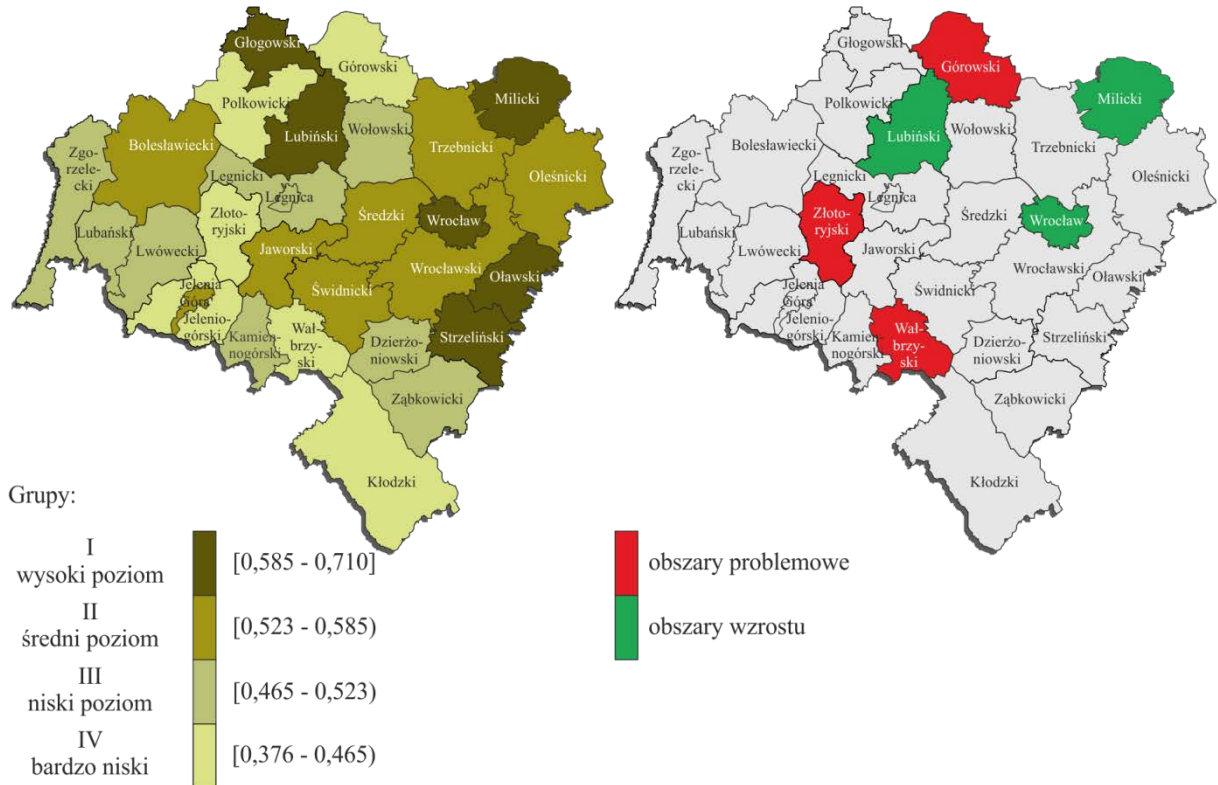 Głogowski
Górowski
Milicki
Polkowicki
Lubiński
Wołowski
Bolesławiecki
Trzebnicki
Zgo-
rzelec-
ki
Legnicki
Legnica
Oleśnicki
Średzki
Wrocław
Złoto-
ryjski
Lubański
Lwówecki
Jaworski
Wrocławski
Oławski
Świdnicki
Jelenia
Góra
Jelenio-
górski
Kamien-
nogórski
Wał-
brzy-
ski
Strzeliński
Dzierżo-
niowski
Ząbkowicki
Kłodzki
Głogowski
Górowski
Milicki
Polkowicki
Lubiński
Wołowski
Bolesławiecki
Trzebnicki
Zgo-
rzelec-
ki
Legnicki
Legnica
Oleśnicki
Średzki
Wrocław
Złoto-
ryjski
Lubański
Lwówecki
Jaworski
Wrocławski
Oławski
Świdnicki
Jelenia
Góra
Jelenio-
górski
Kamien-
nogórski
Wał-
brzy-
ski
Strzeliński
Dzierżo-
niowski
Ząbkowicki
Kłodzki
Grupy:
I
wysoki poziom
[0,585 - 0,710]
II
średni poziom
[0,523 - 0,585)
III
niski poziom
[0,465 - 0,523)
IV
bardzo niski
[0,376 - 0,465)
obszary problemowe
obszary wzrostu